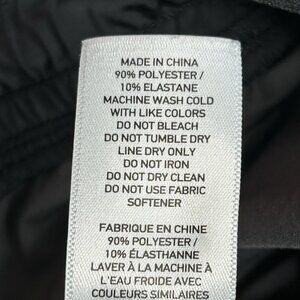 MADE IN CHINA
90% POLYESTER /
10% ELASTANE
MACHINE WASH COLD
WITH LIKE COLORS
DO NOT BLEACH
DO NOT TUMBLE DRY
LINE DRY ONLY
DO NOT IRON
DO NOT DRY CLEAN
DO NOT USE FABRIC
SOFTENER
FABRIQUE EN CHINE
90% POLYESTER /
10% ÉLASTHANNE
LAVER À LA MACHINE À
L'EAU FROIDE AVEC
COULEURS SIMILAIRES